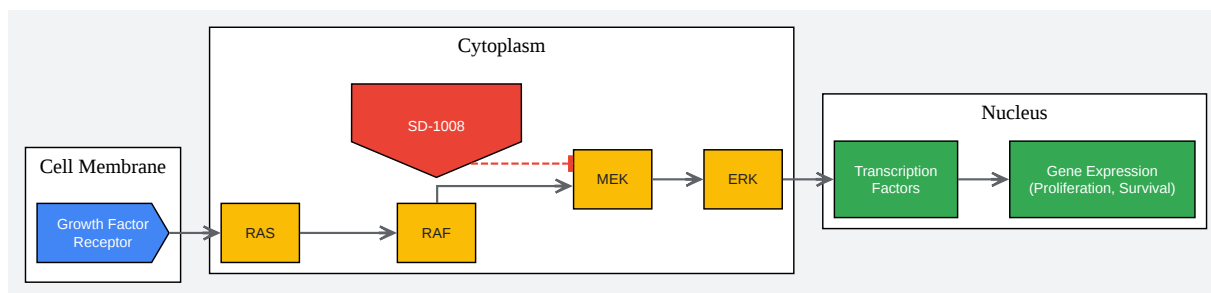 Cytoplasm
SD-1008
Nucleus
Cell Membrane
Transcription
Factors
Gene Expression
(Proliferation, Survival)
MEK
ERK
Growth Factor
Receptor
RAS
RAF